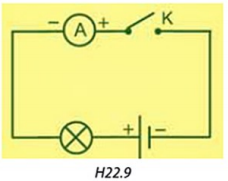 − A + K
+ −
H22.9